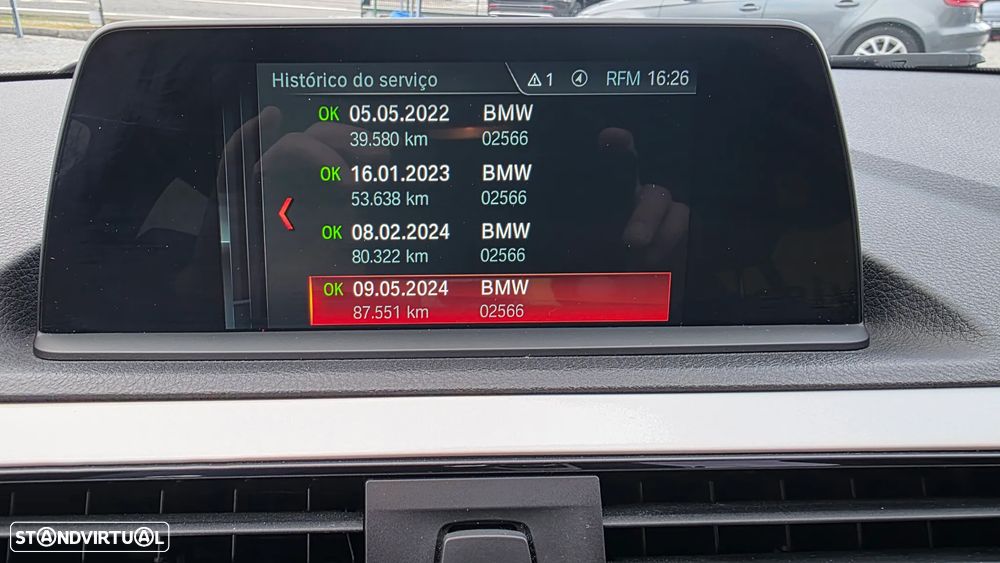 Histórico do serviço ⚠ 1 RFM 16:26
OK 05.05.2022 BMW
39.580 km 02566
OK 16.01.2023 BMW
53.638 km 02566
OK 08.02.2024 BMW
80.322 km 02566
OK 09.05.2024 BMW
87.551 km 02566
STANDVIRTUAL